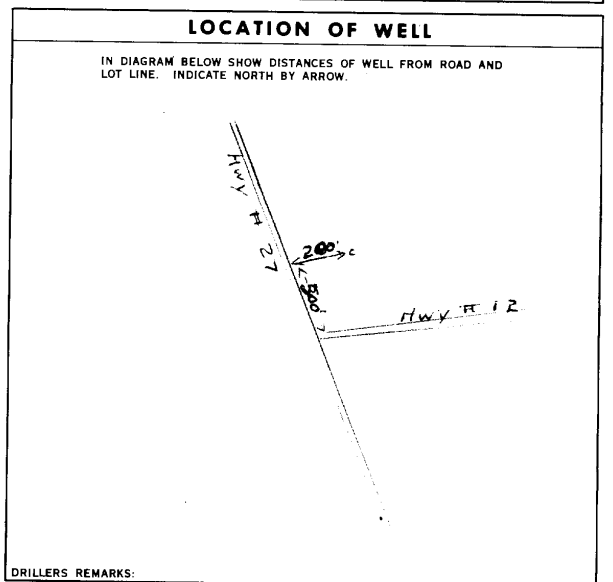 LOCATION OF WELL
IN DIAGRAM BELOW SHOW DISTANCES OF WELL FROM ROAD AND
LOT LINE. INDICATE NORTH BY ARROW.
HWY # 27
200'
500'
HWY # 12
DRILLERS REMARKS: